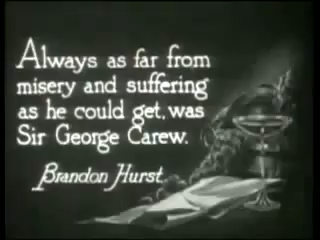 Always as far from
misery and suffering
as he could get, was
Sir George Carew.
Brandon Hurst